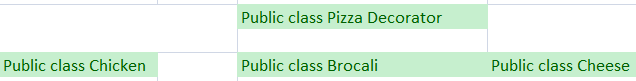 Public class Pizza Decorator
Public class Chicken
Public class Brocali
Public class Cheese